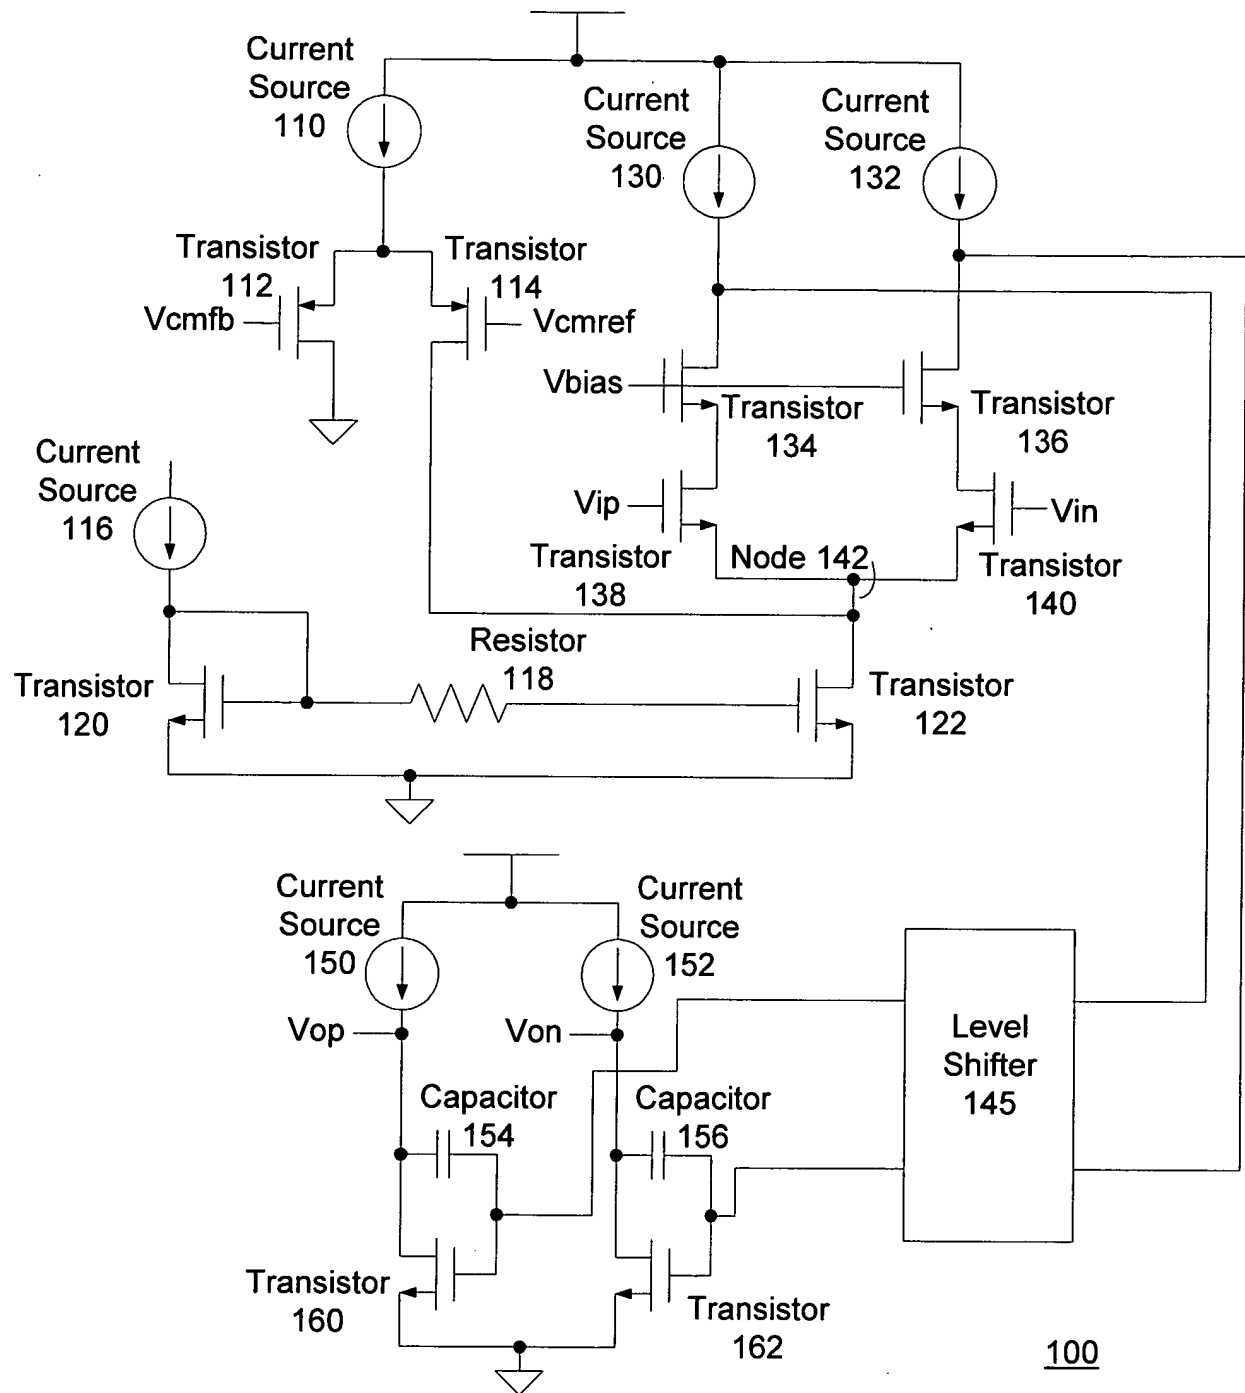 Current
Source
110
Current
Source
130
Current
Source
132
Transistor
112
Transistor
114
Vcmfb
Vcmref
Vbias
Transistor
134
Transistor
136
Current
Source
116
Vip
Vin
Transistor
138
Node 142
Transistor
140
Resistor
118
Transistor
120
Transistor
122
Current
Source
150
Current
Source
152
Vop
Von
Level
Shifter
145
Capacitor
154
Capacitor
156
Transistor
160
Transistor
162
100